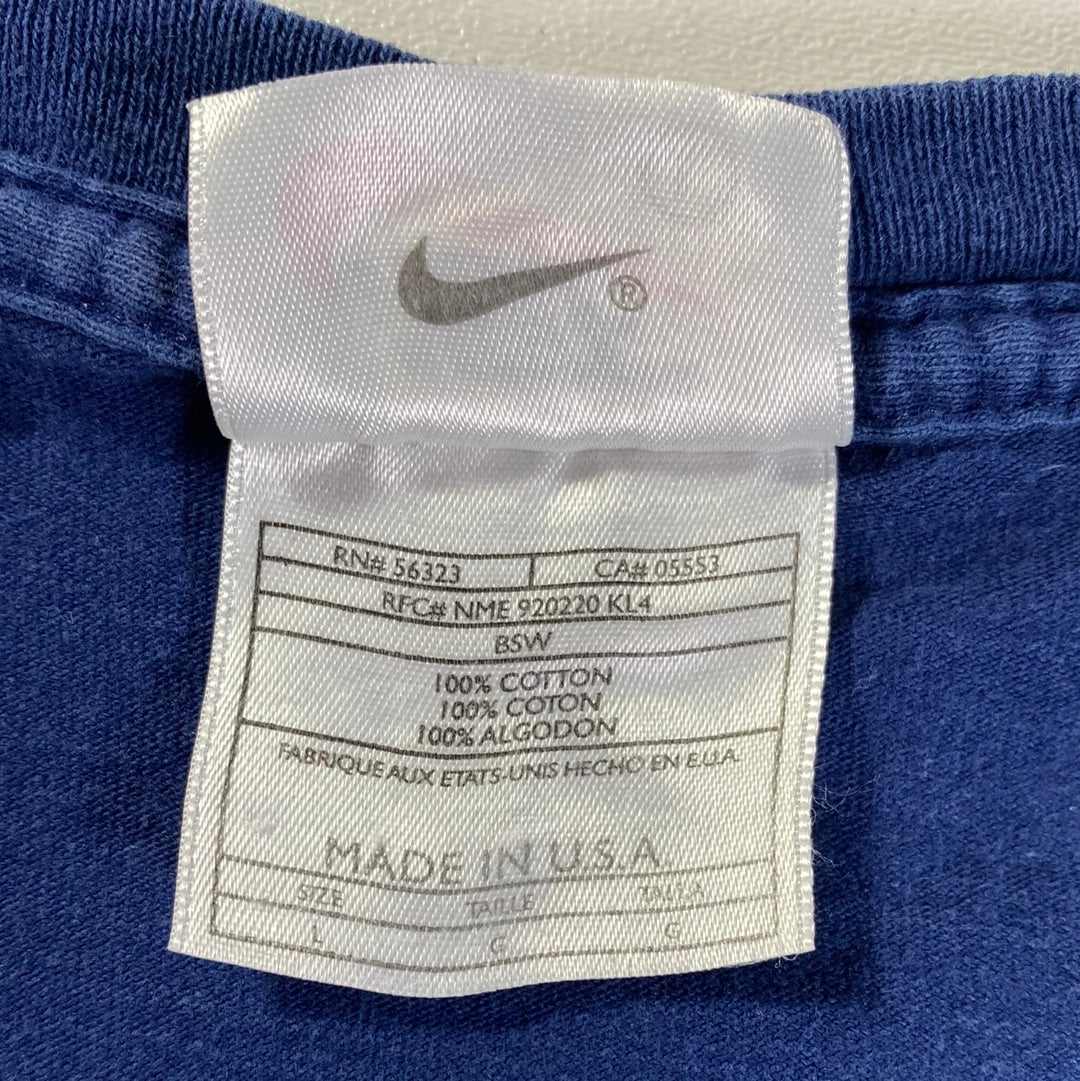 ®
RN# 56323 CA# 05553
RFC# NME 920220 KL4
BSW
100% COTTON
100% COTON
100% ALGODON
FABRIQUE AUX ETATS-UNIS HECHO EN E.U.A.
MADE IN U.S.A
SIZE TAILLE TALLA
L G G